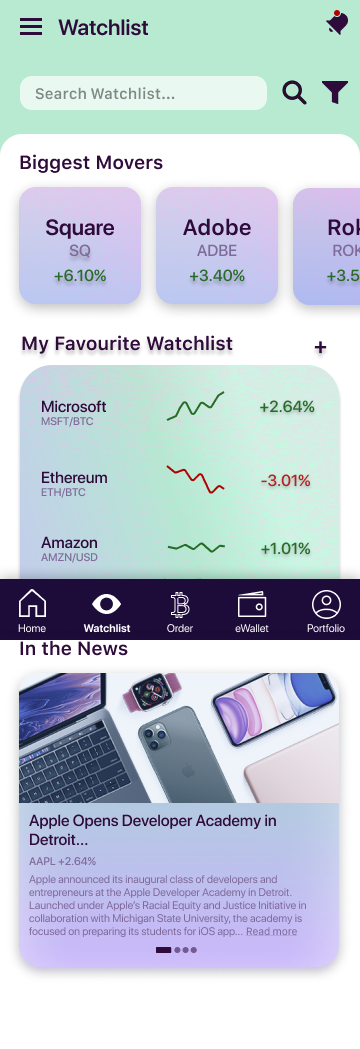 Watchlist
Search Watchlist...
Biggest Movers
Square
SQ
+6.10%
Adobe
ADBE
+3.40%
Rok
ROK
+3.5
My Favourite Watchlist
+
Microsoft
MSFT/BTC
+2.64%
Ethereum
ETH/BTC
-3.01%
Amazon
AMZN/USD
+1.01%
Home
Watchlist
Order
eWallet
Portfolio
In the News
Apple Opens Developer Academy in
Detroit...
AAPL +2.64%
Apple announced its inaugural class of developers and
entrepreneurs at the Apple Developer Academy in Detroit.
Launched under Apple's Racial Equity and Justice Initiative in
collaboration with Michigan State University, the academy is
focused on preparing its students for iOS app... Read more